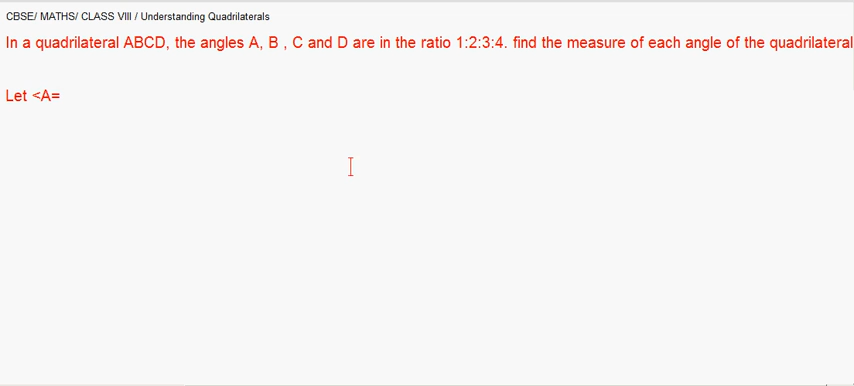 CBSE/ MATHS/ CLASS VIII / Understanding Quadrilaterals
In a quadrilateral ABCD, the angles A, B , C and D are in the ratio 1:2:3:4. find the measure of each angle of the quadrilateral
Let <A=